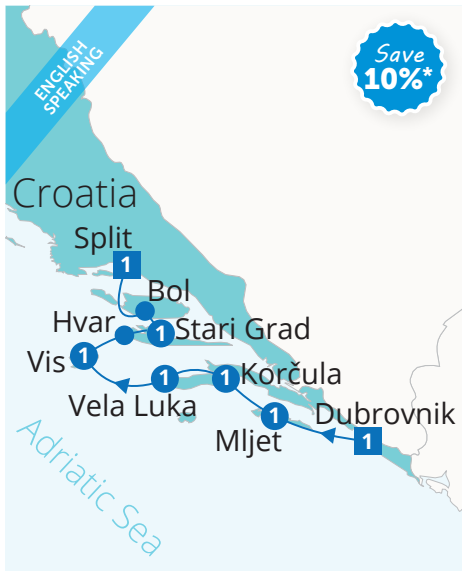 ENGLISH
SPEAKING
Save
10%*
Croatia
Split
1
Bol
Hvar
1
Stari Grad
Vis
1
1
1
Korčula
Vela Luka
Dubrovnik
1
Mljet
1
Adriatic Sea